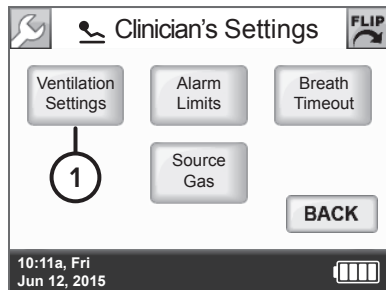 Clinician's Settings
FLIP
Ventilation
Settings
Alarm
Limits
Breath
Timeout
1
Source
Gas
BACK
10:11a, Fri
Jun 12, 2015